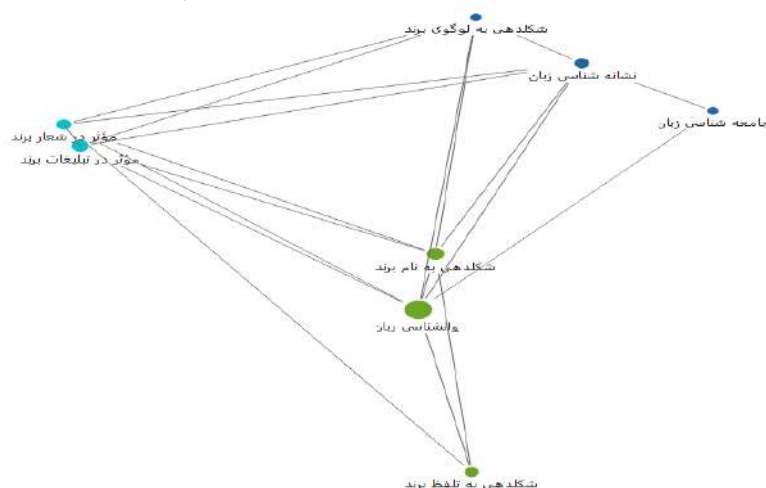 شکلدهی به لوگوی برند
نشانه شناسی زبان
جامعه شناسی زبان
مؤثر در شعار برند
مؤثر در تبلیغات برند
شکلدهی به نام برند
روانشناسی زبان
شکلدهی به تلفظ برند